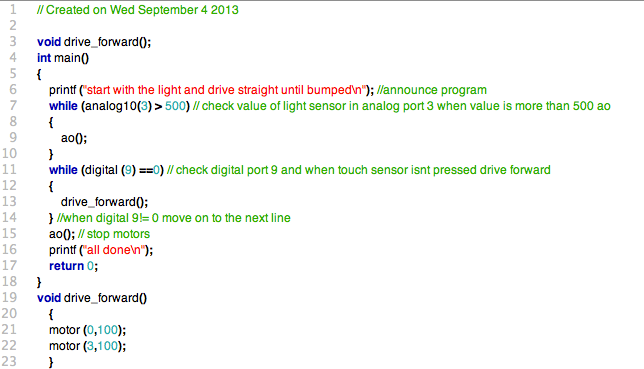 1 // Created on Wed September 4 2013
2
3 void drive_forward();
4 int main()
5 {
6 printf ("start with the light and drive straight until bumped\n"); //announce program
7 while (analog10(3) > 500) // check value of light sensor in analog port 3 when value is more than 500 ao
8 {
9 ao();
10 }
11 while (digital (9) ==0) // check digital port 9 and when touch sensor isnt pressed drive forward
12 {
13 drive_forward();
14 } //when digital 9!= 0 move on to the next line
15 ao(); // stop motors
16 printf ("all done\n");
17 return 0;
18 }
19 void drive_forward()
20 {
21 motor (0,100);
22 motor (3,100);
23 }